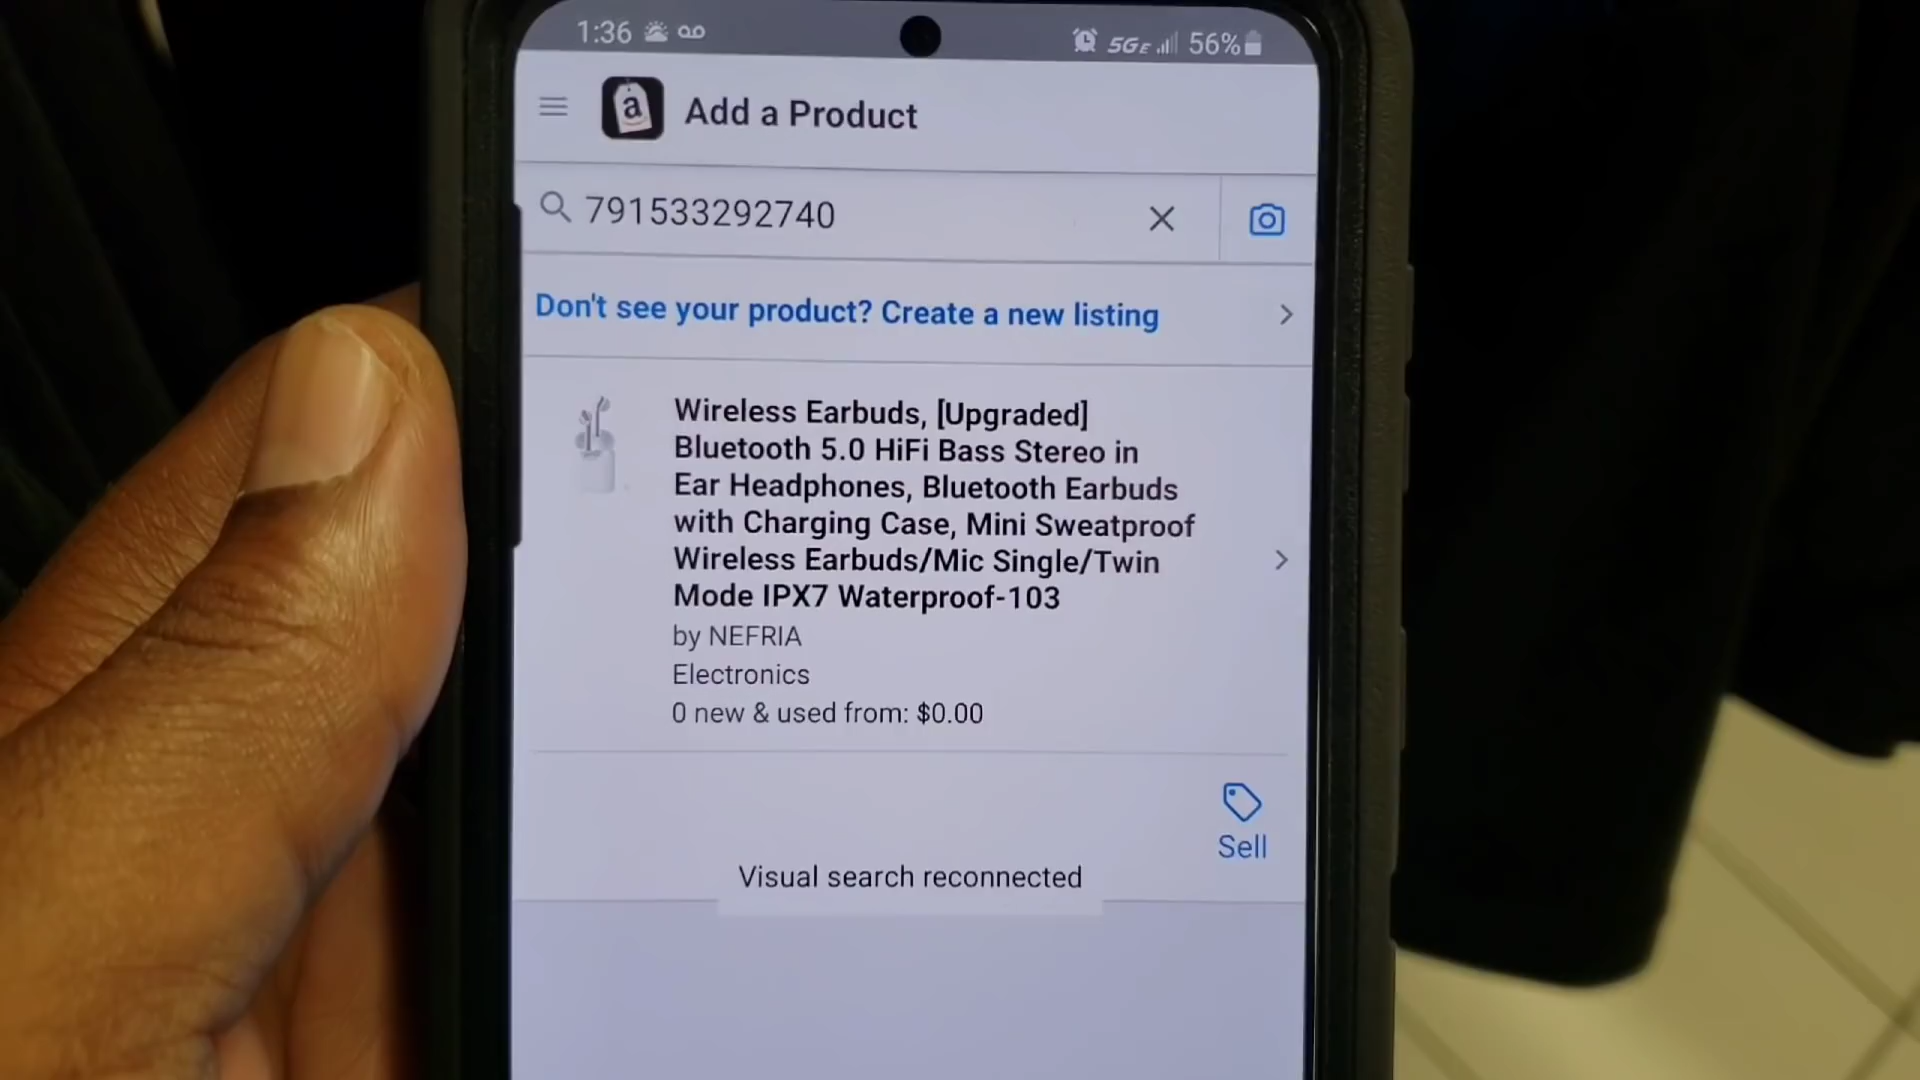 1:36
5GE 56%
a
Add a Product
791533292740
Don't see your product? Create a new listing
Wireless Earbuds, [Upgraded]
Bluetooth 5.0 HiFi Bass Stereo in
Ear Headphones, Bluetooth Earbuds
with Charging Case, Mini Sweatproof
Wireless Earbuds/Mic Single/Twin
Mode IPX7 Waterproof-103
by NEFRIA
Electronics
0 new & used from: $0.00
Sell
Visual search reconnected